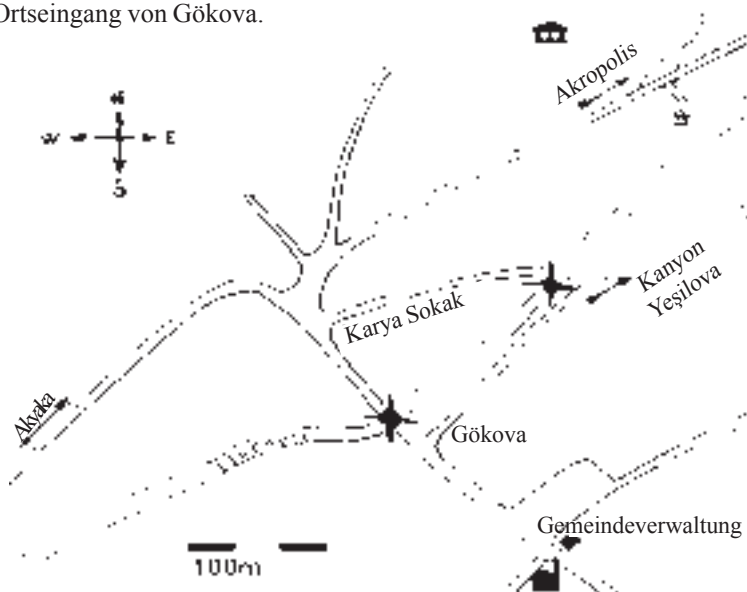 Ortseingang von Gökova.
Akropolis
W
E
S
Kanyon
Yeşilova
Karya Sokak
Akyaka
Gökova
Gemeindeverwaltung
100m